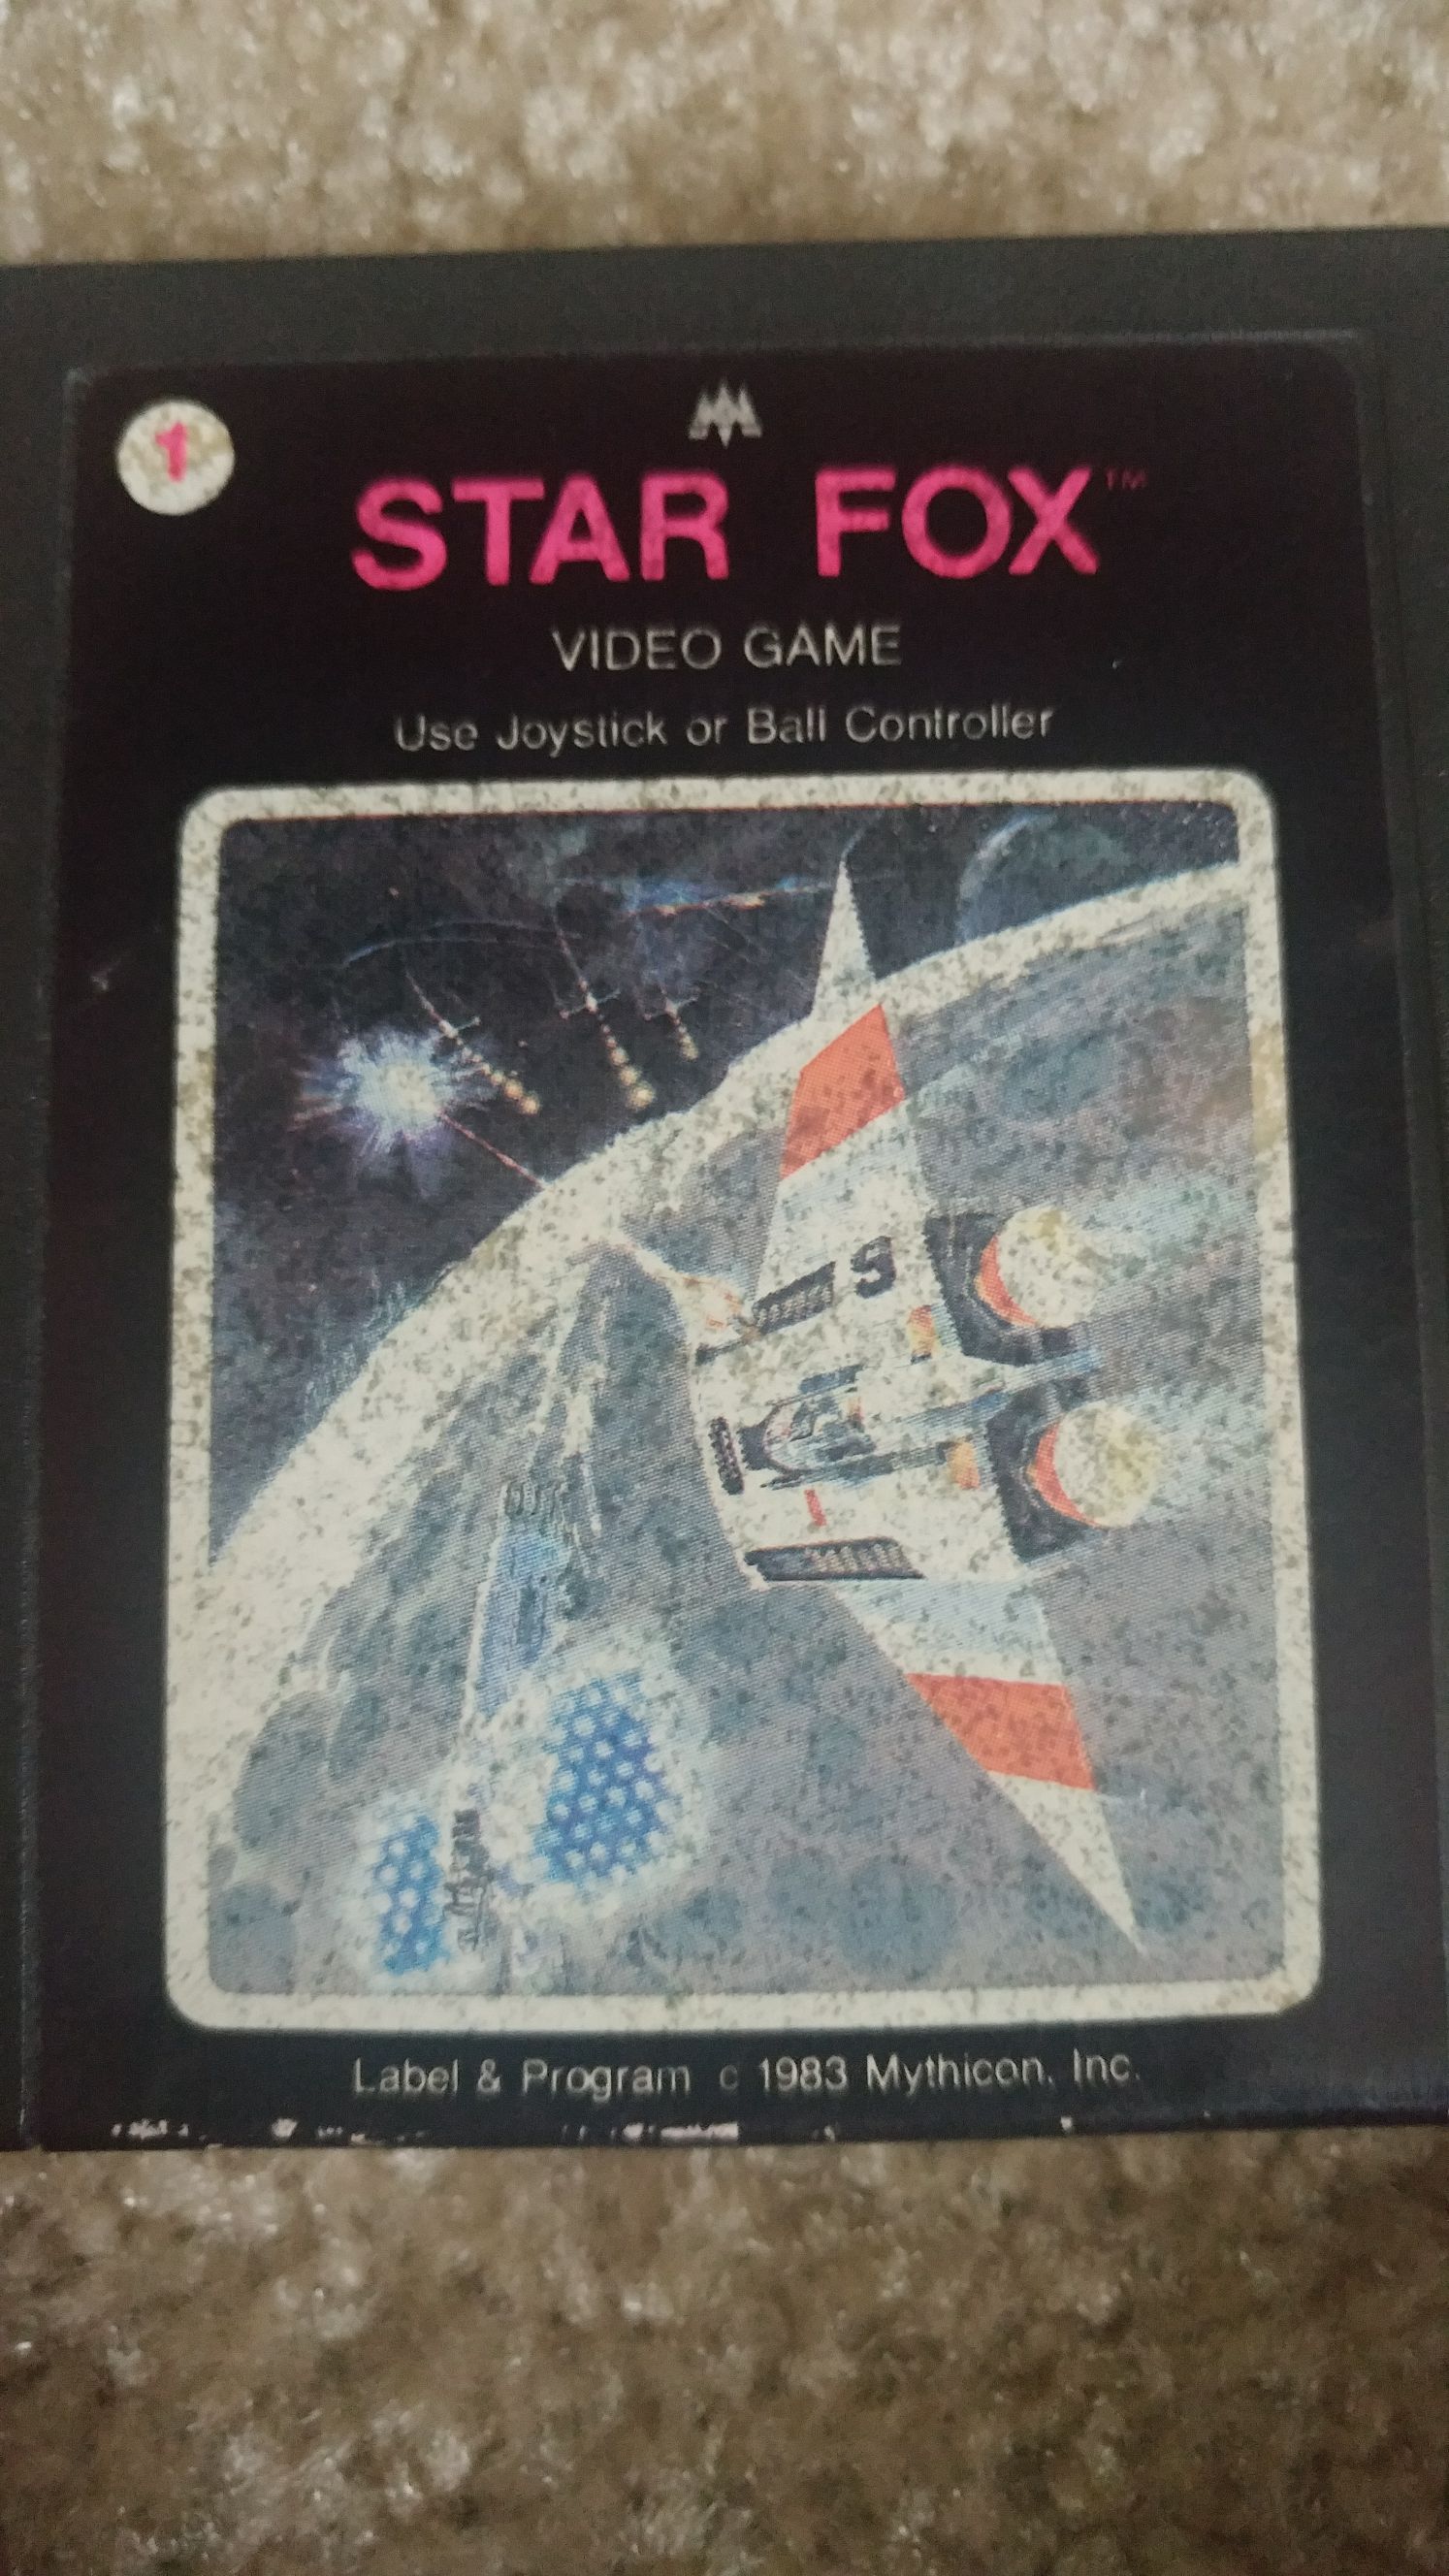 1
STAR FOX™
VIDEO GAME
Use Joystick or Ball Controller
S
Label & Program c 1983 Mythicon, Inc.